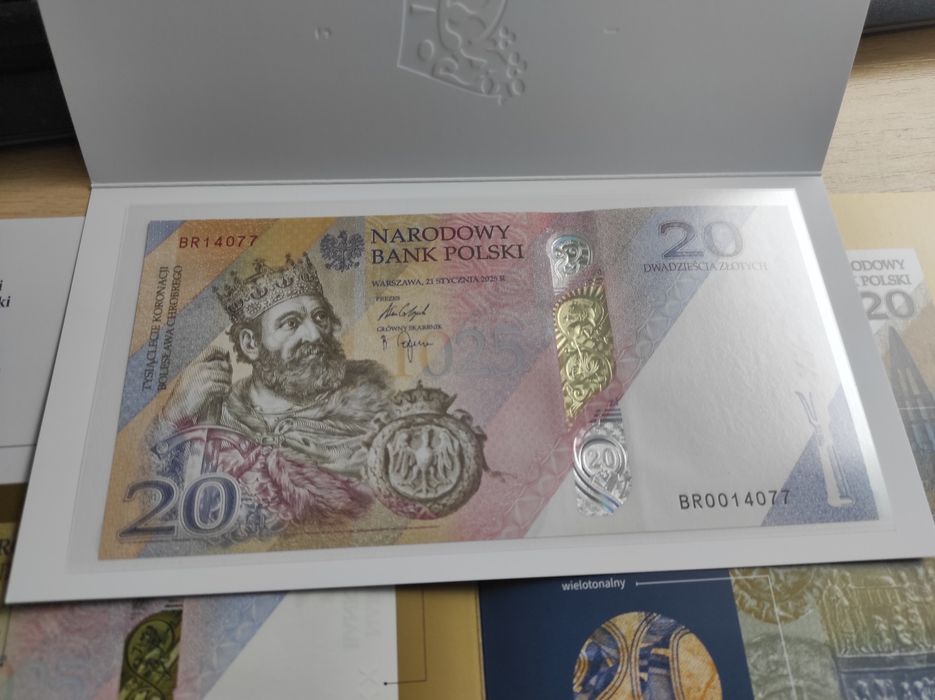 BR14077
NARODOWY
BANK POLSKI
WARSZAWA, 21 STYCZNIA 2025 R.
PREZES
GŁÓWNY SKARBNIK
1025
20
DWADZIEŚCIA ZŁOTYCH
TYSIĄCLECIE KORONACJI
BOLESŁAWA CHROBREGO
20
20
BR0014077
POLSKI
20
wielotonalny